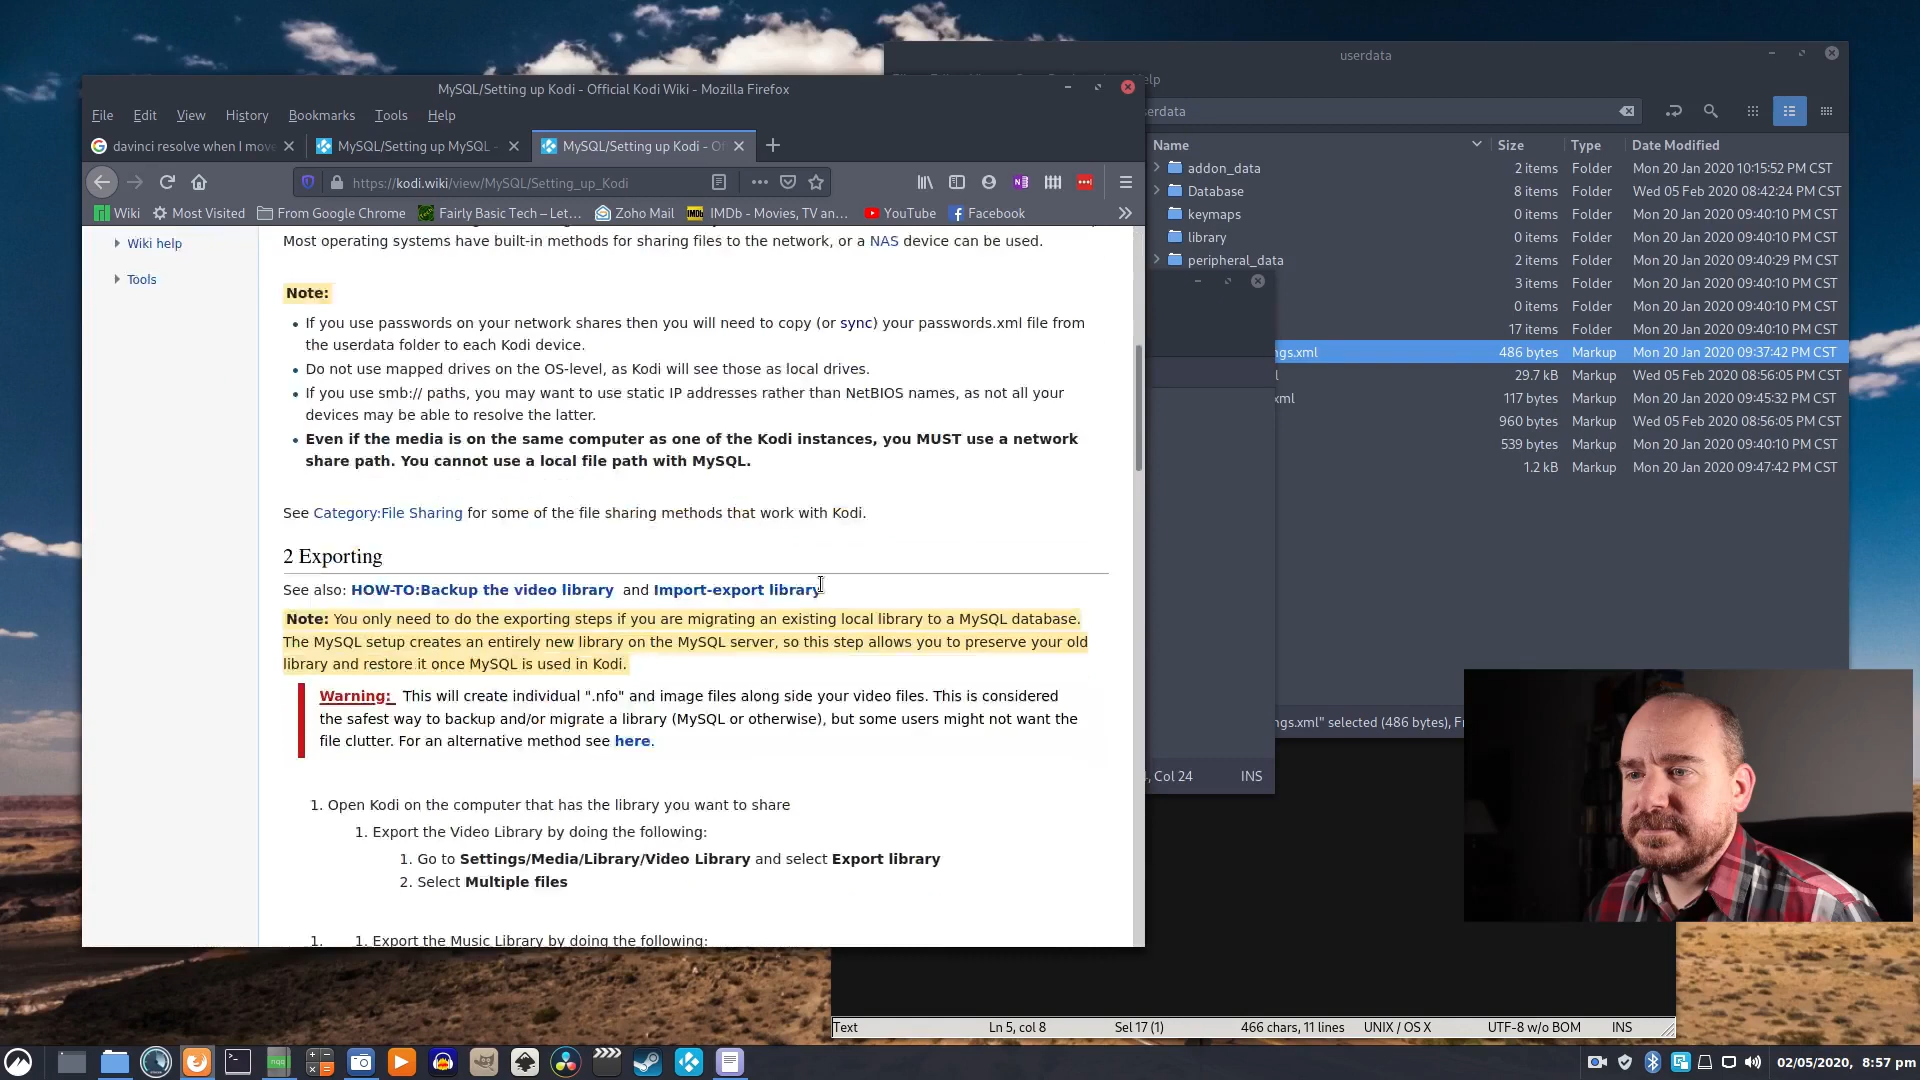 userdata
MySQL/Setting up Kodi - Official Kodi Wiki - Mozilla Firefox
File Edit View History Bookmarks Tools Help
davinci resolve when I move
MySQL/Setting up MySQL -
MySQL/Setting up Kodi - Of
https://kodi.wiki/view/MySQL/Setting_up_Kodi
Wiki
Most Visited
From Google Chrome
Fairly Basic Tech – Let...
Zoho Mail
IMDb - Movies, TV an...
YouTube
Facebook
Wiki help
Tools
Most operating systems have built-in methods for sharing files to the network, or a NAS device can be used.
Note:
If you use passwords on your network shares then you will need to copy (or sync) your passwords.xml file from
the userdata folder to each Kodi device.
Do not use mapped drives on the OS-level, as Kodi will see those as local drives.
If you use smb:// paths, you may want to use static IP addresses rather than NetBIOS names, as not all your
devices may be able to resolve the latter.
Even if the media is on the same computer as one of the Kodi instances, you MUST use a network
share path. You cannot use a local file path with MySQL.
See Category:File Sharing for some of the file sharing methods that work with Kodi.
2 Exporting
See also: HOW-TO:Backup the video library and Import-export library
Note: You only need to do the exporting steps if you are migrating an existing local library to a MySQL database.
The MySQL setup creates an entirely new library on the MySQL server, so this step allows you to preserve your old
library and restore it once MySQL is used in Kodi.
Warning: This will create individual ".nfo" and image files along side your video files. This is considered
the safest way to backup and/or migrate a library (MySQL or otherwise), but some users might not want the
file clutter. For an alternative method see here.
1. Open Kodi on the computer that has the library you want to share
1. Export the Video Library by doing the following:
1. Go to Settings/Media/Library/Video Library and select Export library
2. Select Multiple files
1. 1. Export the Music Library by doing the following:
lp
erdata
Name Size Type Date Modified
addon_data 2 items Folder Mon 20 Jan 2020 10:15:52 PM CST
Database 8 items Folder Wed 05 Feb 2020 08:42:24 PM CST
keymaps 0 items Folder Mon 20 Jan 2020 09:40:10 PM CST
library 0 items Folder Mon 20 Jan 2020 09:40:10 PM CST
peripheral_data 2 items Folder Mon 20 Jan 2020 09:40:29 PM CST
3 items Folder Mon 20 Jan 2020 09:40:10 PM CST
0 items Folder Mon 20 Jan 2020 09:40:10 PM CST
17 items Folder Mon 20 Jan 2020 09:40:10 PM CST
ngs.xml 486 bytes Markup Mon 20 Jan 2020 09:37:42 PM CST
l 29.7 kB Markup Wed 05 Feb 2020 08:56:05 PM CST
xml 117 bytes Markup Mon 20 Jan 2020 09:45:32 PM CST
960 bytes Markup Wed 05 Feb 2020 08:56:05 PM CST
539 bytes Markup Mon 20 Jan 2020 09:40:10 PM CST
1.2 kB Markup Mon 20 Jan 2020 09:47:42 PM CST
ngs.xml" selected (486 bytes), Fr
, Col 24 INS
Text Ln 5, col 8 Sel 17 (1) 466 chars, 11 lines UNIX / OS X UTF-8 w/o BOM INS
nqq
02/05/2020, 8:57 pm